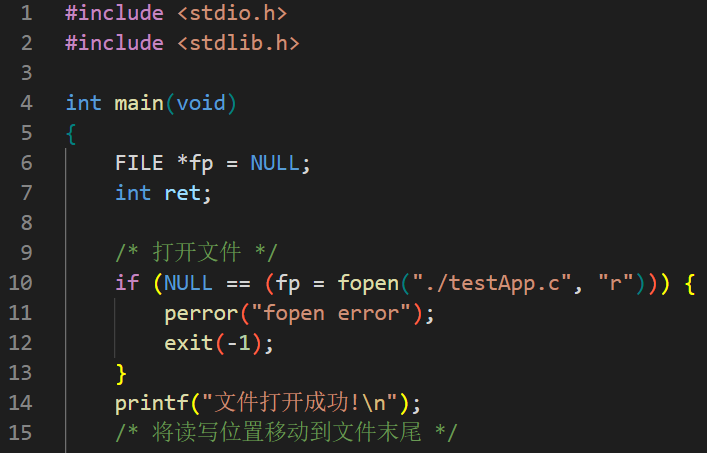 1 #include <stdio.h>
2 #include <stdlib.h>
3
4 int main(void)
5 {
6     FILE *fp = NULL;
7     int ret;
8
9     /* 打开文件 */
10     if (NULL == (fp = fopen("./testApp.c", "r"))) {
11         perror("fopen error");
12         exit(-1);
13     }
14     printf("文件打开成功!\n");
15     /* 将读写位置移动到文件末尾 */